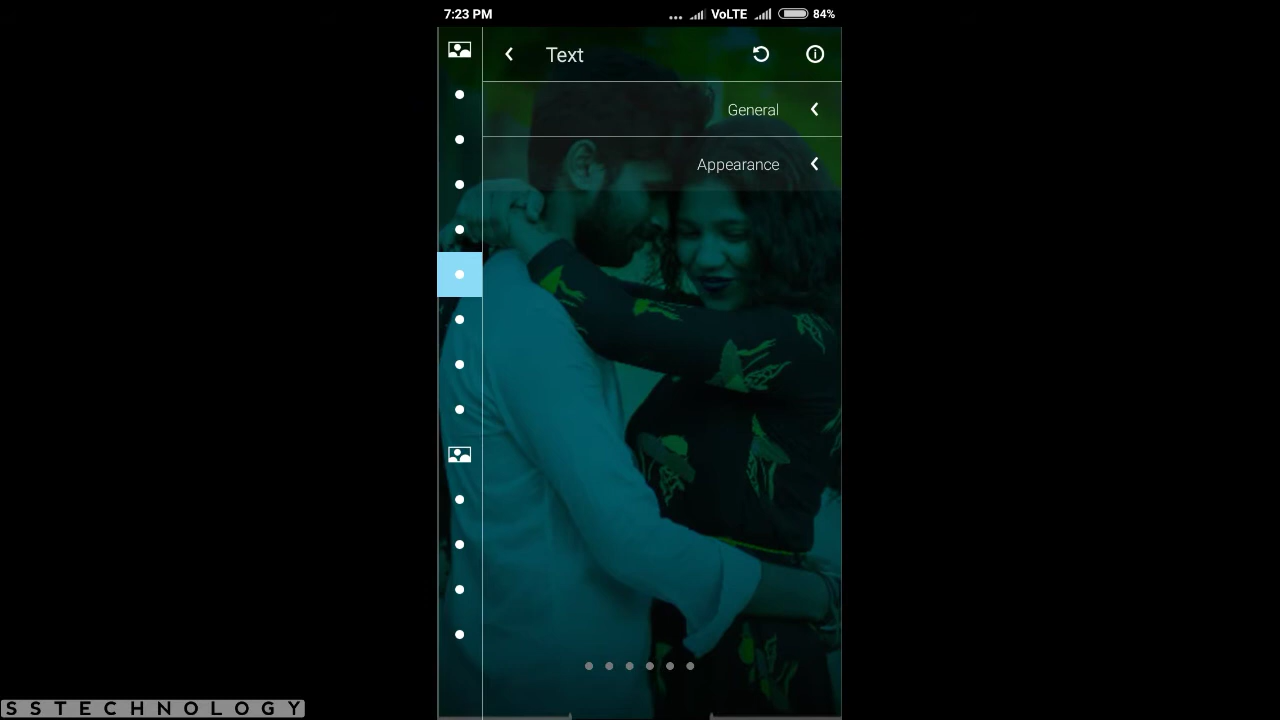 7:23 PM
VoLTE
84%
Text
General
Appearance
SSTECHNOLOGY